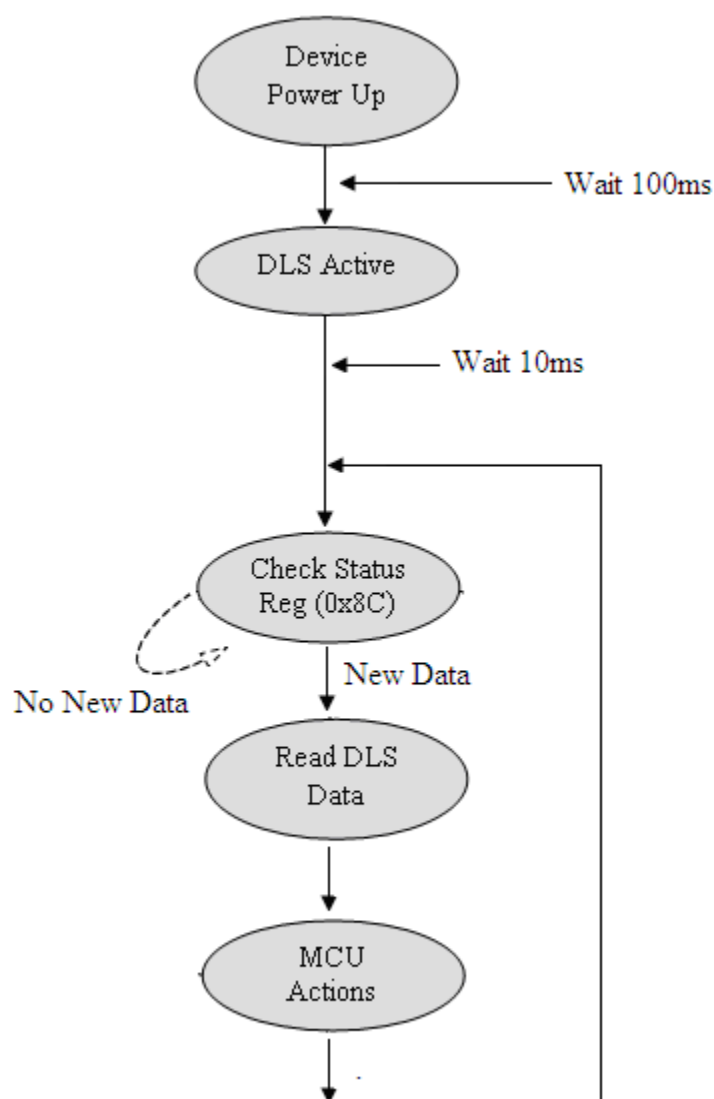 Device
Power Up
Wait 100ms
DLS Active
Wait 10ms
Check Status
Reg (0x8C)
New Data
No New Data
Read DLS
Data
MCU
Actions